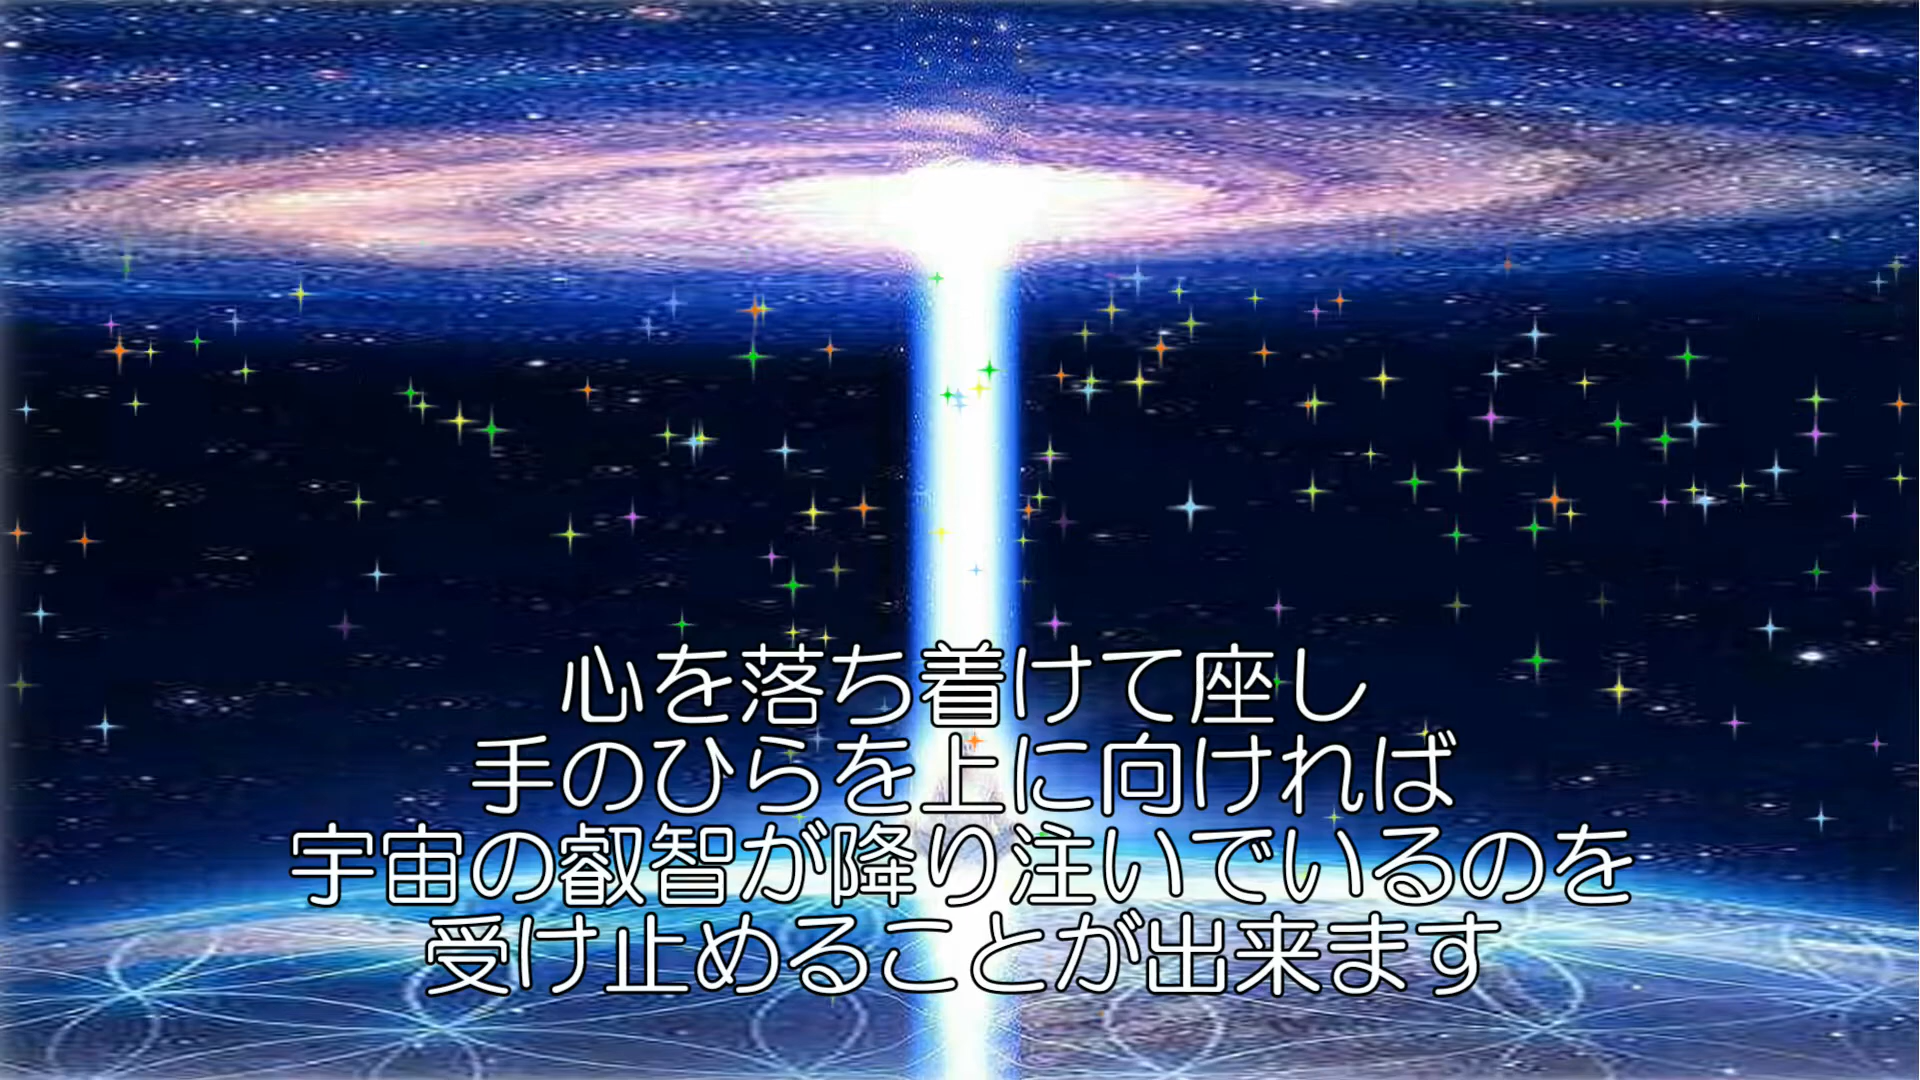 心を落ち着けて座し
手のひらを上に向ければ
宇宙の叡智が降り注いでいるのを
受け止めることが出来ます